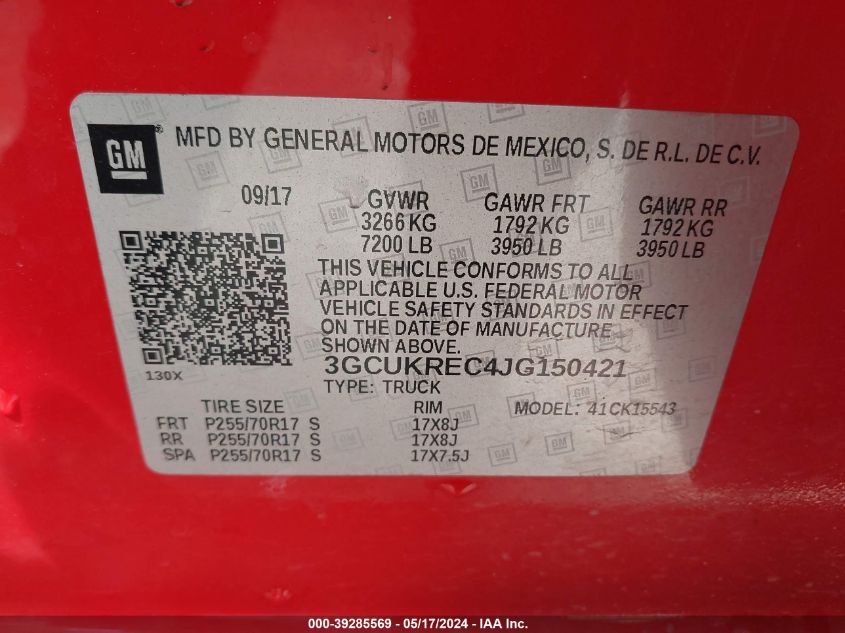 GM MFD BY GENERAL MOTORS DE MEXICO, S. DE R.L. DE C.V.
09/17 GVWR GAWR FRT GAWR RR
3266 KG 1792 KG 1792 KG
7200 LB 3950 LB 3950 LB
THIS VEHICLE CONFORMS TO ALL
APPLICABLE U.S. FEDERAL MOTOR
VEHICLE SAFETY STANDARDS IN EFFECT
ON THE DATE OF MANUFACTURE
SHOWN ABOVE.
130X
3GCUKREC4JG150421
TYPE: TRUCK
TIRE SIZE RIM MODEL: 41CK15543
FRT P255/70R17 S 17X8J
RR P255/70R17 S 17X8J
SPA P255/70R17 S 17X7.5J
000-39285569 - 05/17/2024 - IAA Inc.